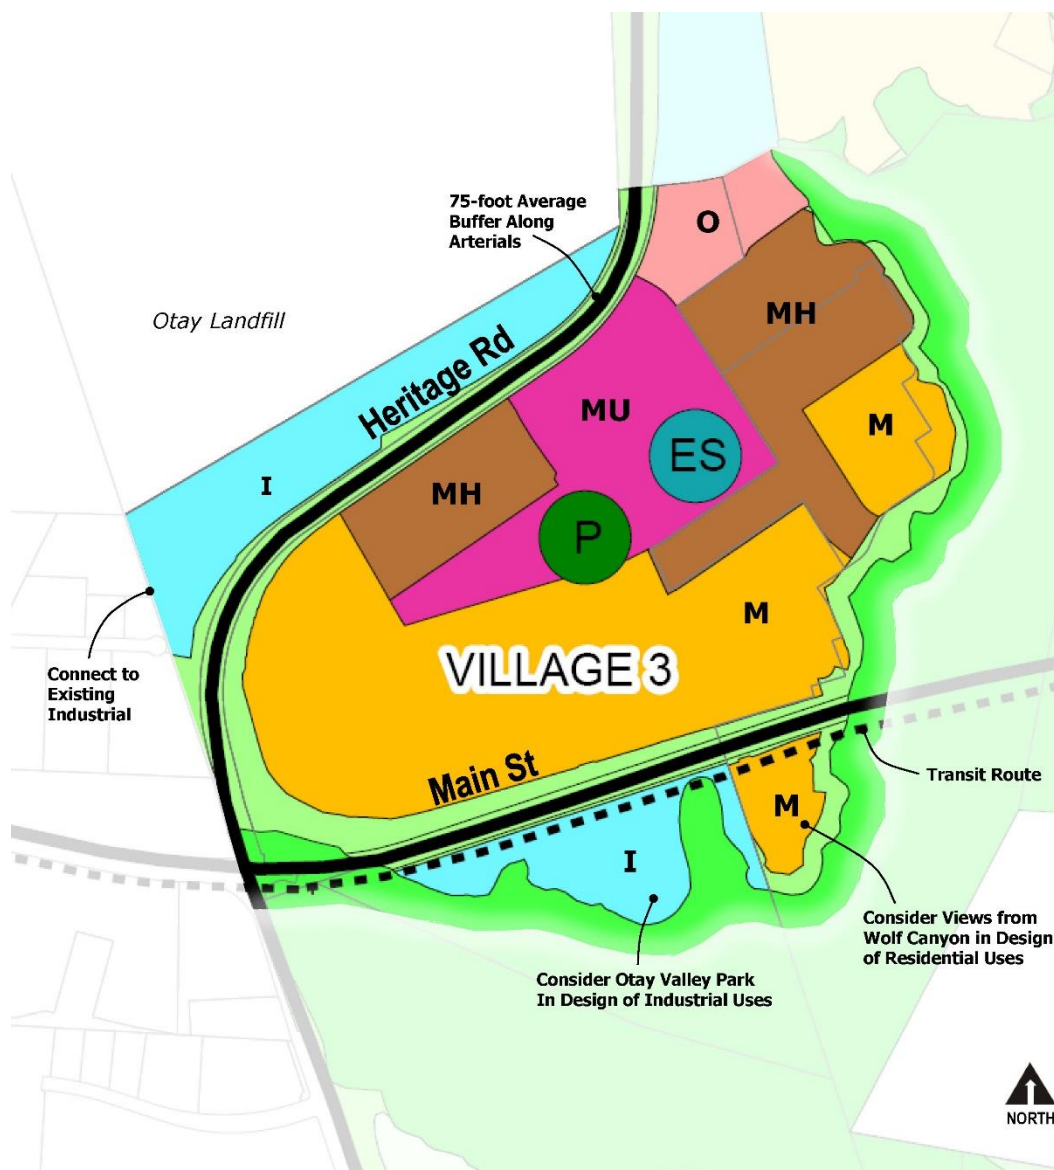 75-foot Average
Buffer Along
Arterials
O
Otay Landfill
MH
Heritage Rd
MU
M
ES
I
MH
P
M
VILLAGE 3
Connect to
Existing
Industrial
Main St
Transit Route
M
I
Consider Views from
Wolf Canyon in Design
of Residential Uses
Consider Otay Valley Park
In Design of Industrial Uses
NORTH